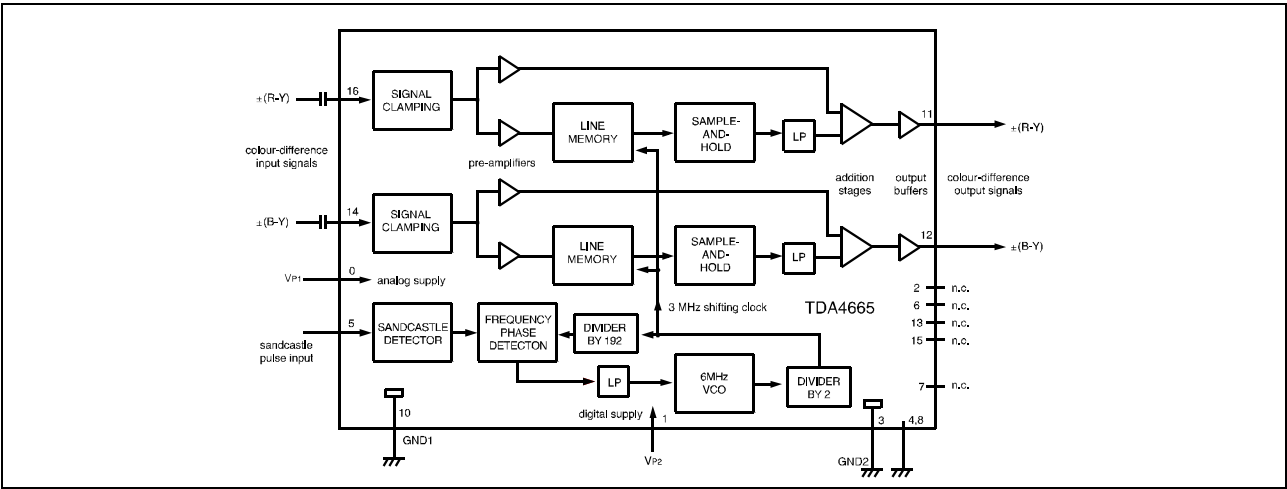 ±(R-Y)
16
SIGNAL
CLAMPING
LINE
MEMORY
SAMPLE-
AND-
HOLD
LP
11
±(R-Y)
colour-difference
input signals
pre-amplifiers
addition
stages
output
buffers
colour-difference
output signals
±(B-Y)
14
SIGNAL
CLAMPING
LINE
MEMORY
SAMPLE-
AND-
HOLD
LP
12
±(B-Y)
VP1
0
analog supply
2
n.c.
6
n.c.
13
n.c.
15
n.c.
7
n.c.
3 MHz shifting clock
TDA4665
sandcastle
pulse input
5
SANDCASTLE
DETECTOR
FREQUENCY
PHASE
DETECTON
DIVIDER
BY 192
LP
6MHz
VCO
DIVIDER
BY 2
digital supply
1
VP2
10
GND1
3
GND2
4,8